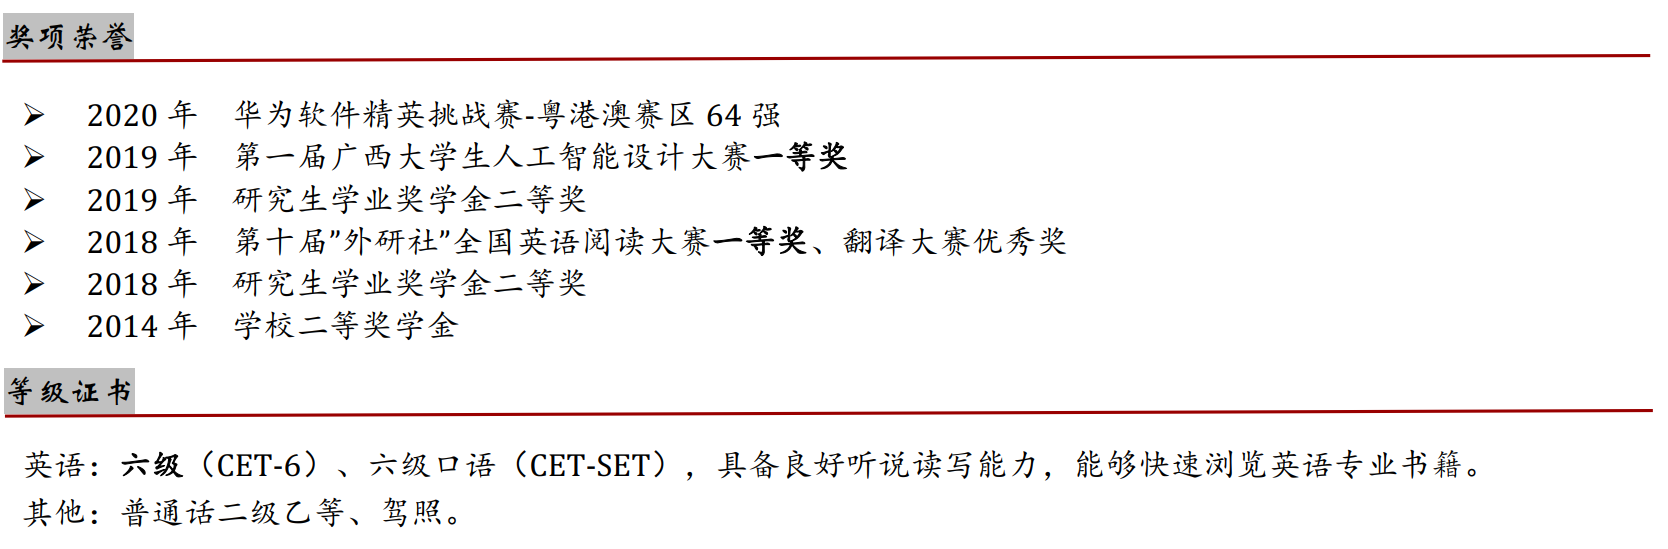 奖项荣誉
➢ 2020 年 华为软件精英挑战赛-粤港澳赛区 64 强
➢ 2019 年 第一届广西大学生人工智能设计大赛一等奖
➢ 2019 年 研究生学业奖学金二等奖
➢ 2018 年 第十届”外研社”全国英语阅读大赛一等奖、翻译大赛优秀奖
➢ 2018 年 研究生学业奖学金二等奖
➢ 2014 年 学校二等奖学金
等级证书
英语：六级（CET-6）、六级口语（CET-SET），具备良好听说读写能力，能够快速浏览英语专业书籍。
其他：普通话二级乙等、驾照。